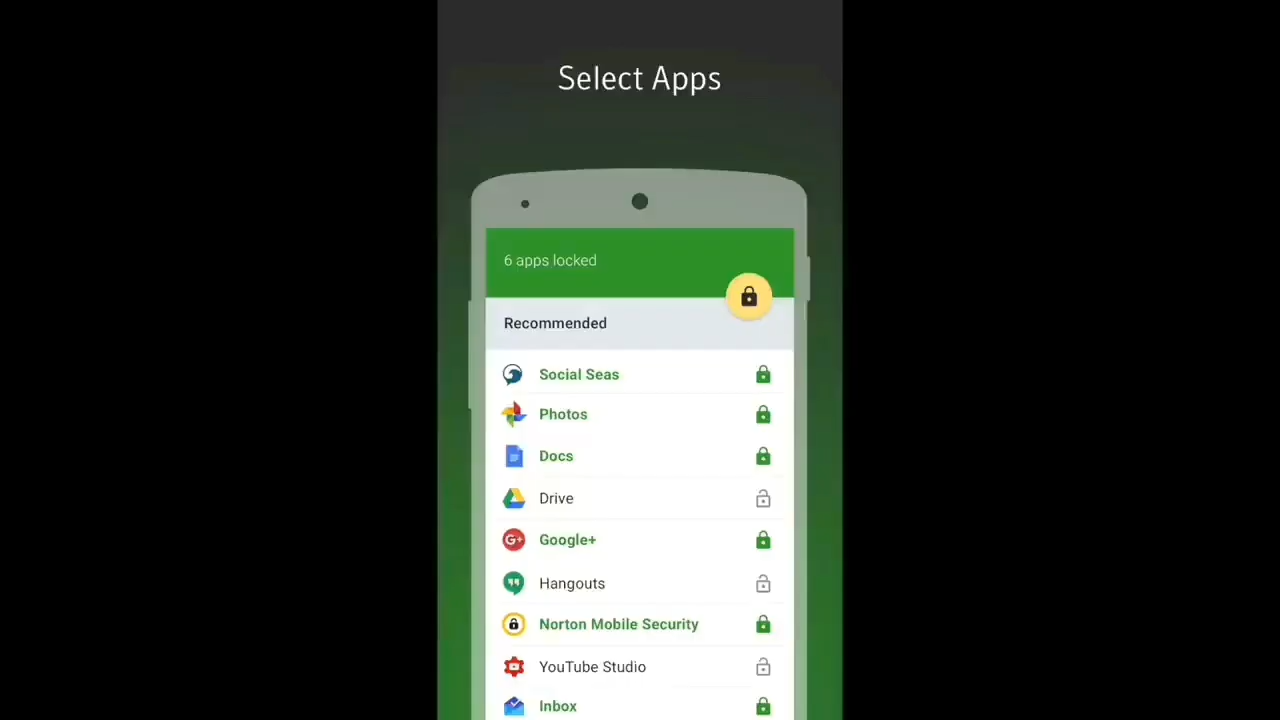 Select Apps
6 apps locked
Recommended
Social Seas
Photos
Docs
Drive
G+ Google+
Hangouts
Norton Mobile Security
YouTube Studio
Inbox